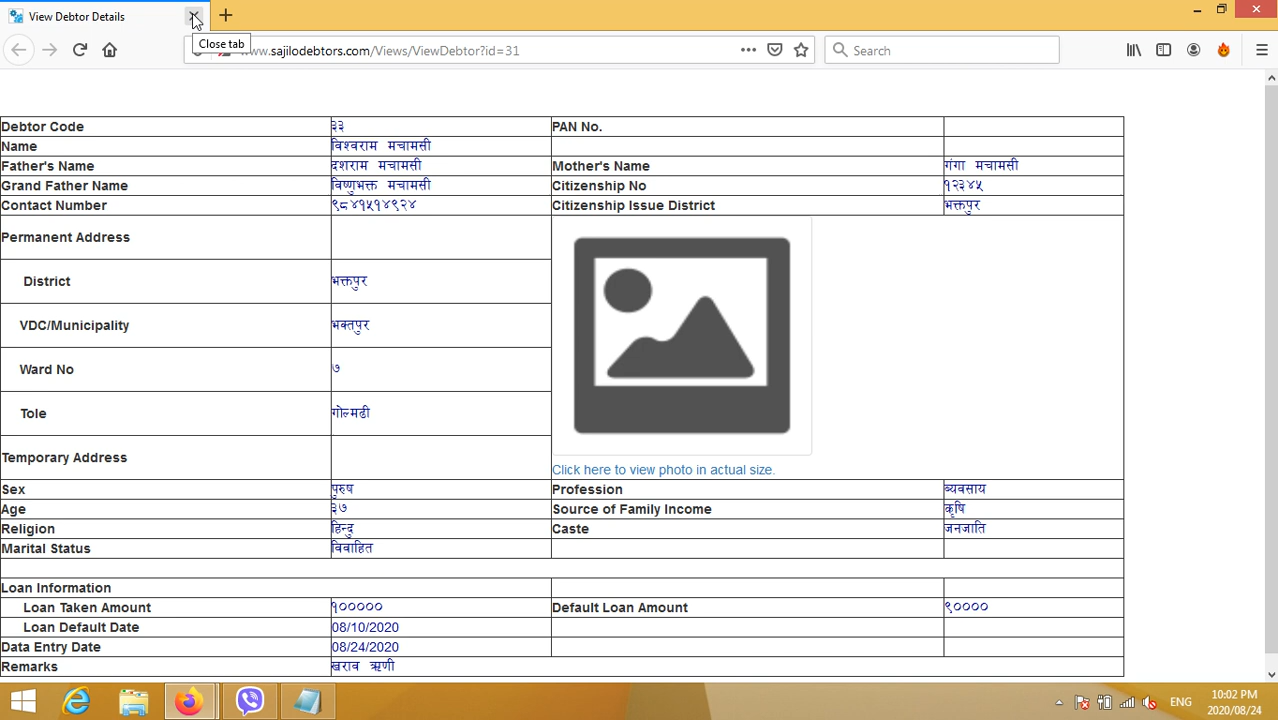 View Debtor Details
Close tab
www.sajilodebtors.com/Views/ViewDebtor?id=31
Search
Debtor Code ३३ PAN No.
Name विश्वराम मचामसी
Father's Name दशराम मचामसी Mother's Name गंगा मचामसी
Grand Father Name विष्णुभक्त मचामसी Citizenship No १२३४५
Contact Number ९८४१५१४९२४ Citizenship Issue District भक्तपुर
Permanent Address
District भक्तपुर
VDC/Municipality भक्तपुर
Ward No ७
Tole गोल्मढी
Temporary Address
Click here to view photo in actual size.
Sex पुरुष Profession ब्यवसाय
Age ३७ Source of Family Income कृषि
Religion हिन्दु Caste जनजाति
Marital Status विवाहित
Loan Information
Loan Taken Amount १००००० Default Loan Amount ९००००
Loan Default Date 08/10/2020
Data Entry Date 08/24/2020
Remarks खराव ऋणी
ENG
10:02 PM
2020/08/24